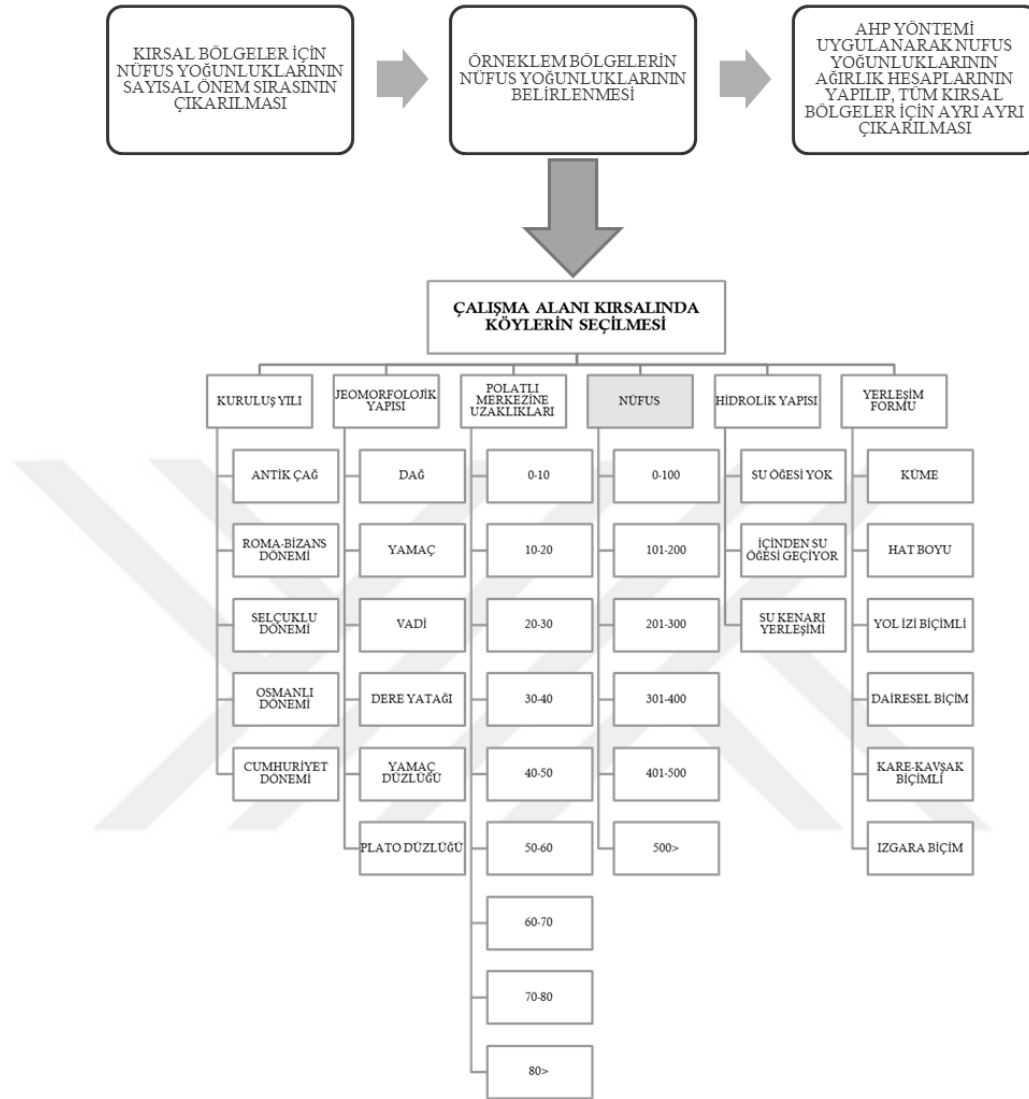 KIRSAL BÖLGELER İÇİN
NÜFUS YOĞUNLUKLARININ
SAYISAL ÖNEM SIRASININ
ÇIKARILMASI
ÖRNEKLEM BÖLGELERİN
NÜFUS YOĞUNLUKLARININ
BELİRLENMESİ
AHP YÖNTEMİ
UYGULANARAK NUFUS
YOĞUNLUKLARININ
AĞIRLIK HESAPLARININ
YAPILIP, TÜM KIRSAL
BÖLGELER İÇİN AYRI AYRI
ÇIKARILMASI
ÇALIŞMA ALANI KIRSALINDA
KÖYLERİN SEÇİLMESİ
KURULUŞ YILI
ANTİK ÇAĞ
ROMA-BİZANS
DÖNEMİ
SELÇUKLU
DÖNEMİ
OSMANLI
DÖNEMİ
CUMHURİYET
DÖNEMİ
JEOMORFOLOJİK
YAPISI
DAĞ
YAMAÇ
VADİ
DERE YATAĞI
YAMAÇ
DÜZLÜĞÜ
PLATO DÜZLÜĞÜ
POLATLI
MERKEZİNE
UZAKLIKLARI
0-10
10-20
20-30
30-40
40-50
50-60
60-70
70-80
80>
NÜFUS
0-100
101-200
201-300
301-400
401-500
500>
HİDROLİK YAPISI
SU ÖĞESİ YOK
İÇİNDEN SU
ÖĞESİ GEÇİYOR
SU KENARI
YERLEŞİMİ
YERLEŞİM
FORMU
KÜME
HAT BOYU
YOL İZİ BİÇİMLİ
DAİRESEL BİÇİM
KARE-KAVŞAK
BİÇİMLİ
IZGARA BİÇİM